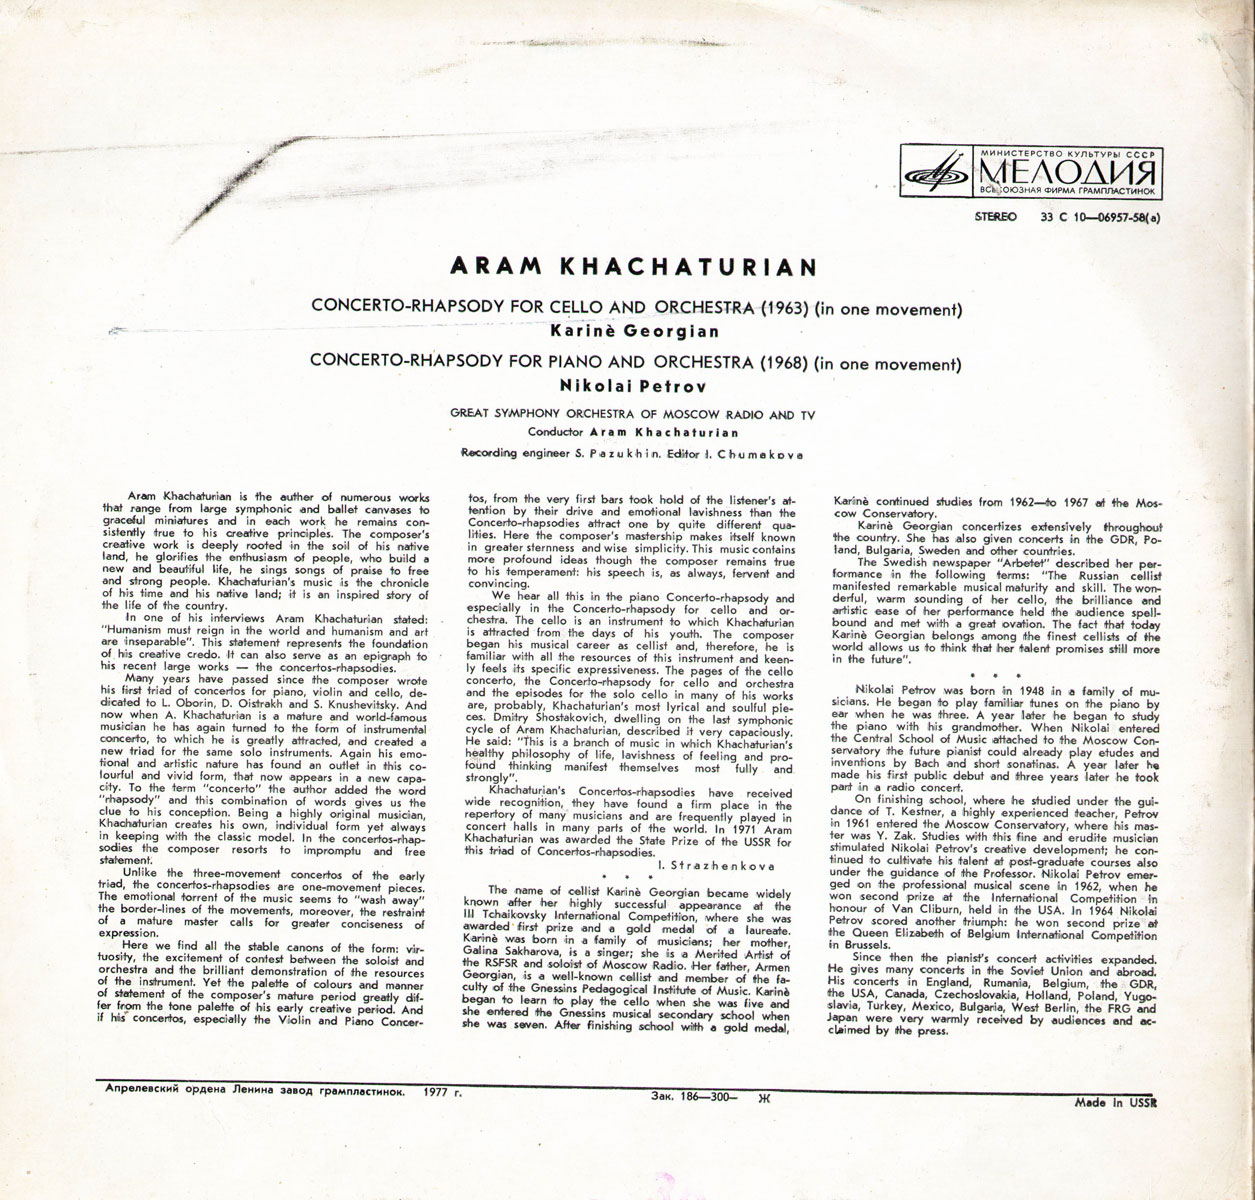 МИНИСТЕРСТВО КУЛЬТУРЫ СССР
МЕЛОДИЯ
ВСЕСОЮЗНАЯ ФИРМА ГРАМПЛАСТИНОК
STEREO 33 С 10—06957-58(a)
ARAM KHACHATURIAN
CONCERTO-RHAPSODY FOR CELLO AND ORCHESTRA (1963) (in one movement)
Karinè Georgian
CONCERTO-RHAPSODY FOR PIANO AND ORCHESTRA (1968) (in one movement)
Nikolai Petrov
GREAT SYMPHONY ORCHESTRA OF MOSCOW RADIO AND TV
Conductor Aram Khachaturian
Recording engineer S. Pazukhin. Editor I. Chumakova
Aram Khachaturian is the auther of numerous works
that range from large symphonic and ballet canvases to
graceful miniatures and in each work he remains con-
sistently true to his creative principles. The composer's
creative work is deeply rooted in the soil of his native
land, he glorifies the enthusiasm of people, who build a
new and beautiful life, he sings songs of praise to free
and strong people. Khachaturian's music is the chronicle
of his time and his native land; it is an inspired story of
the life of the country.
In one of his interviews Aram Khachaturian stated:
"Humanism must reign in the world and humanism and art
are inseparable". This statement represents the foundation
of his creative credo. It can also serve as an epigraph to
his recent large works — the concertos-rhapsodies.
Many years have passed since the composer wrote
his first triad of concertos for piano, violin and cello, de-
dicated to L. Oborin, D. Oistrakh and S. Knushevitsky. And
now when A. Khachaturian is a mature and world-famous
musician he has again turned to the form of instrumental
concerto, to which he is greatly attracted, and created a
new triad for the same solo instruments. Again his emo-
tional and artistic nature has found an outlet in this co-
lourful and vivid form, that now appears in a new capa-
city. To the term "concerto" the author added the word
"rhapsody" and this combination of words gives us the
clue to his conception. Being a highly original musician,
Khachaturian creates his own, individual form yet always
in keeping with the classic model. In the concertos-rhap-
sodies the composer resorts to impromptu and free
statement.
Unlike the three-movement concertos of the early
triad, the concertos-rhapsodies are one-movement pieces.
The emotional torrent of the music seems to "wash away"
the border-lines of the movements, moreover, the restraint
of a mature master calls for greater conciseness of
expression.
Here we find all the stable canons of the form: vir-
tuosity, the excitement of contest between the soloist and
orchestra and the brilliant demonstration of the resources
of the instrument. Yet the palette of colours and manner
of statement of the composer's mature period greatly dif-
fer from the tone palette of his early creative period. And
if his concertos, especially the Violin and Piano Concer-
tos, from the very first bars took hold of the listener's at-
tention by their drive and emotional lavishness than the
Concerto-rhapsodies attract one by quite different qua-
lities. Here the composer's mastership makes itself known
in greater sternness and wise simplicity. This music contains
more profound ideas though the composer remains true
to his temperament: his speech is, as always, fervent and
convincing.
We hear all this in the piano Concerto-rhapsody and
especially in the Concerto-rhapsody for cello and or-
chestra. The cello is an instrument to which Khachaturian
is attracted from the days of his youth. The composer
began his musical career as cellist and, therefore, he is
familiar with all the resources of this instrument and keen-
ly feels its specific expressiveness. The pages of the cello
concerto, the Concerto-rhapsody for cello and orchestra
and the episodes for the solo cello in many of his works
are, probably, Khachaturian's most lyrical and soulful pie-
ces. Dmitry Shostakovich, dwelling on the last symphonic
cycle of Aram Khachaturian, described it very capaciously.
He said: "This is a branch of music in which Khachaturian's
healthy philosophy of life, lavishness of feeling and pro-
found thinking manifest themselves most fully and
strongly".
Khachaturian's Concertos-rhapsodies have received
wide recognition, they have found a firm place in the
repertory of many musicians and are frequently played in
concert halls in many parts of the world. In 1971 Aram
Khachaturian was awarded the State Prize of the USSR for
this triad of Concertos-rhapsodies.
I. Strazhenkova
* * *
The name of cellist Karinè Georgian became widely
known after her highly successful appearance at the
III Tchaikovsky International Competition, where she was
awarded first prize and a gold medal of a laureate.
Karinè was born in a family of musicians; her mother,
Galina Sakharova, is a singer; she is a Merited Artist of
the RSFSR and soloist of Moscow Radio. Her father, Armen
Georgian, is a well-known cellist and member of the fa-
culty of the Gnessins Pedagogical Institute of Music. Karinè
began to learn to play the cello when she was five and
she entered the Gnessins musical secondary school when
she was seven. After finishing school with a gold medal,
Karinè continued studies from 1962—to 1967 at the Mos-
cow Conservatory.
Karinè Georgian concertizes extensively throughout
the country. She has also given concerts in the GDR, Po-
land, Bulgaria, Sweden and other countries.
The Swedish newspaper "Arbetet" described her per-
formance in the following terms: "The Russian cellist
manifested remarkable musical maturity and skill. The won-
derful, warm sounding of her cello, the brilliance and
artistic ease of her performance held the audience spell-
bound and met with a great ovation. The fact that today
Karinè Georgian belongs among the finest cellists of the
world allows us to think that her talent promises still more
in the future".
* * *
Nikolai Petrov was born in 1948 in a family of mu-
sicians. He began to play familiar tunes on the piano by
ear when he was three. A year later he began to study
the piano with his grandmother. When Nikolai entered
the Central School of Music attached to the Moscow Con-
servatory the future pianist could already play etudes and
inventions by Bach and short sonatinas. A year later he
made his first public debut and three years later he took
part in a radio concert.
On finishing school, where he studied under the gui-
dance of T. Kestner, a highly experienced teacher, Petrov
in 1961 entered the Moscow Conservatory, where his mas-
ter was Y. Zak. Studies with this fine and erudite musician
stimulated Nikolai Petrov's creative development; he con-
tinued to cultivate his talent at post-graduate courses also
under the guidance of the Professor. Nikolai Petrov emer-
ged on the professional musical scene in 1962, when he
won second prize at the International Competition in
honour of Van Cliburn, held in the USA. In 1964 Nikolai
Petrov scored another triumph: he won second prize at
the Queen Elizabeth of Belgium International Competition
in Brussels.
Since then the pianist's concert activities expanded.
He gives many concerts in the Soviet Union and abroad.
His concerts in England, Rumania, Belgium, the GDR,
the USA, Canada, Czechoslovakia, Holland, Poland, Yugo-
slavia, Turkey, Mexico, Bulgaria, West Berlin, the FRG and
Japan were very warmly received by audiences and ac-
claimed by the press.
Апрелевский ордена Ленина завод грампластинок. 1977 г.
Зак. 186—300— Ж
Made in USSR